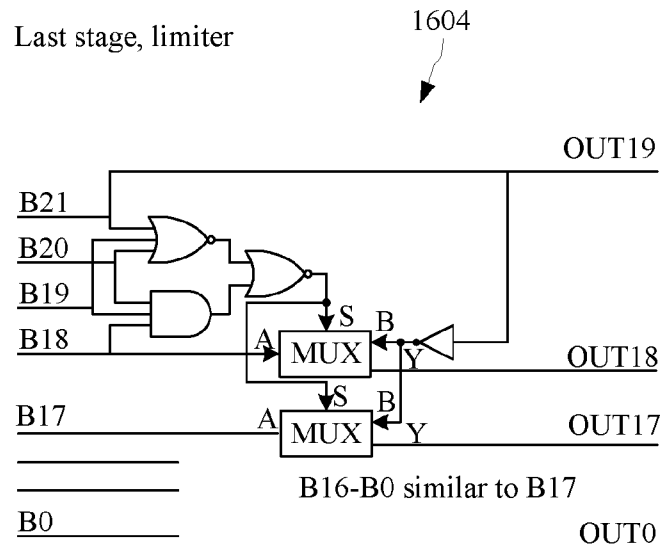 1604
Last stage, limiter
OUT19
B21
B20
B19
S
B
B18
A
MUX
Y
OUT18
S
B
B17
A
MUX
Y
OUT17
B16-B0 similar to B17
B0
OUT0